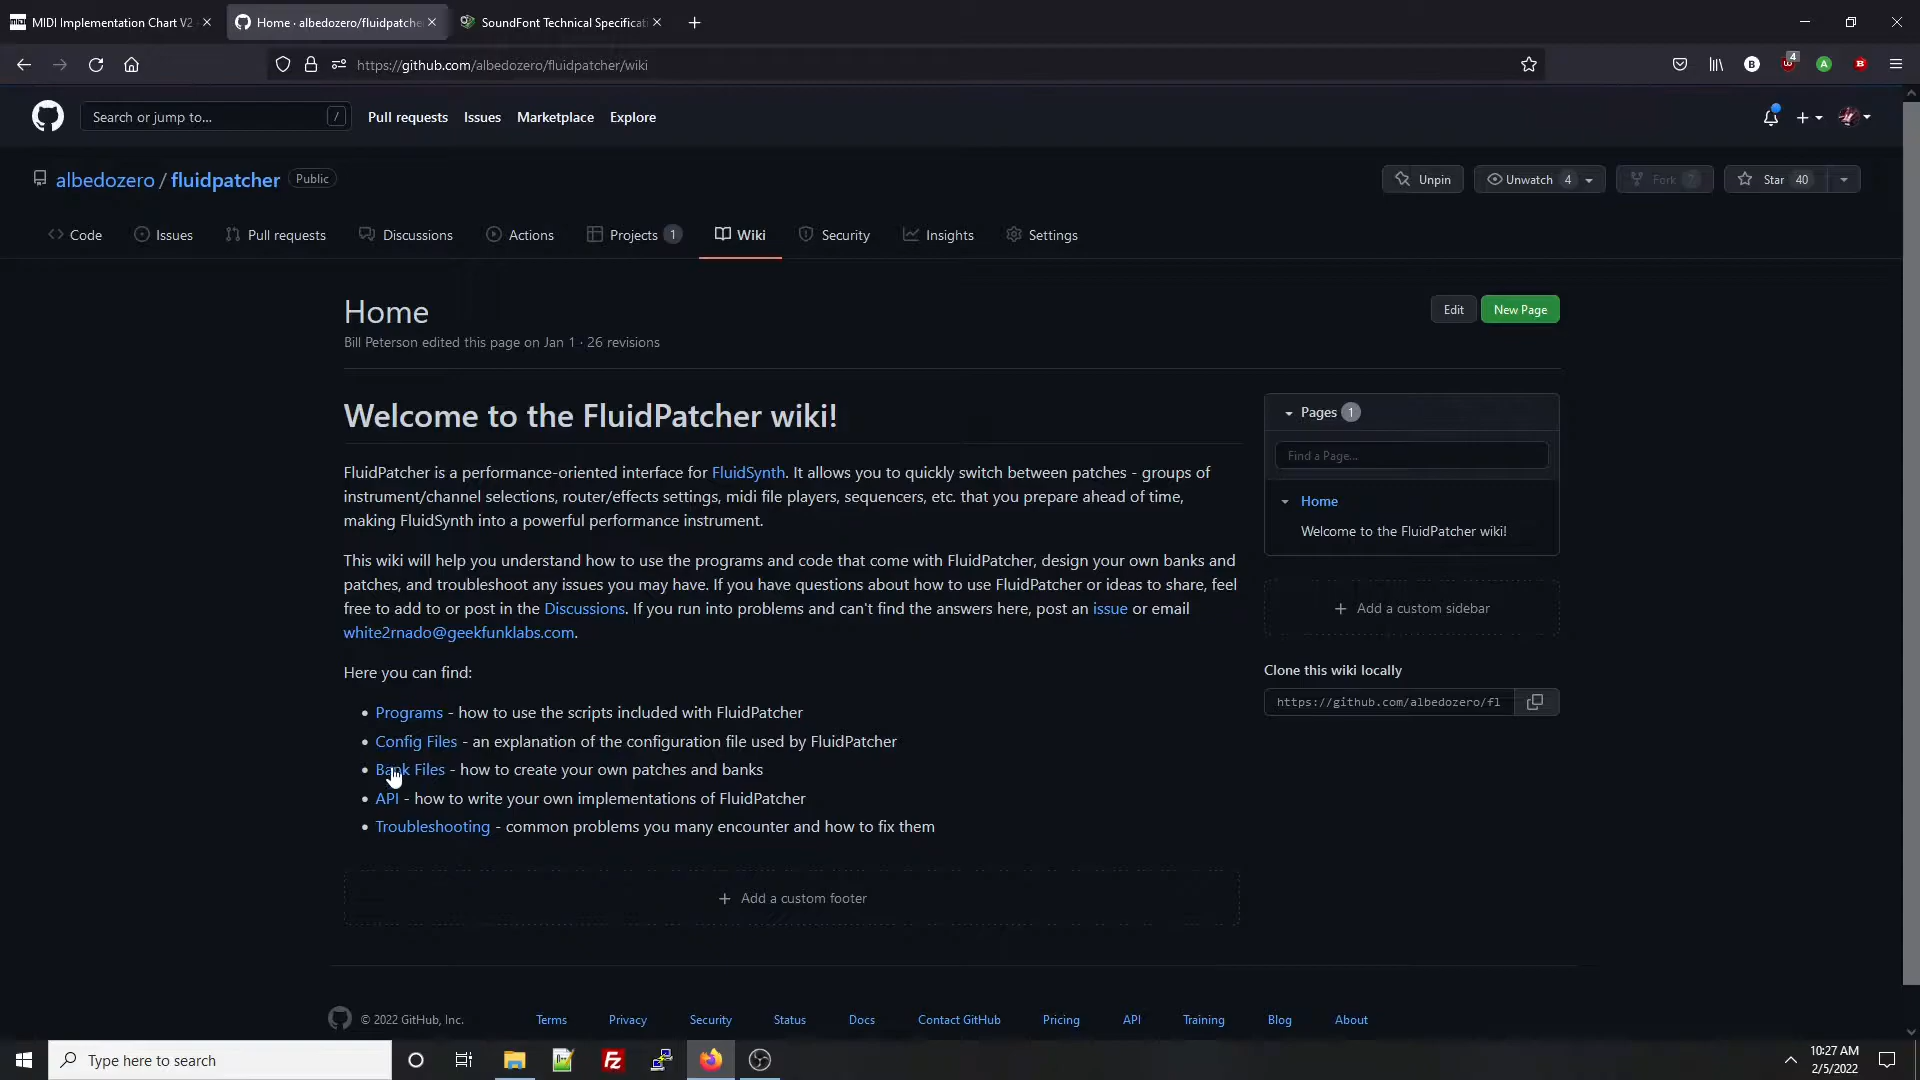 MIDI Implementation Chart V2
Home · albedozero/fluidpatche
SoundFont Technical Specificat
https://github.com/albedozero/fluidpatcher/wiki
4
B
A
B
Search or jump to...
/
Pull requests
Issues
Marketplace
Explore
albedozero / fluidpatcher
Public
Unpin
Unwatch 4
Fork 7
Star 40
Code
Issues
Pull requests
Discussions
Actions
Projects 1
Wiki
Security
Insights
Settings
Home
Edit
New Page
Bill Peterson edited this page on Jan 1 · 26 revisions
Welcome to the FluidPatcher wiki!
FluidPatcher is a performance-oriented interface for FluidSynth. It allows you to quickly switch between patches - groups of
instrument/channel selections, router/effects settings, midi file players, sequencers, etc. that you prepare ahead of time,
making FluidSynth into a powerful performance instrument.
This wiki will help you understand how to use the programs and code that come with FluidPatcher, design your own banks and
patches, and troubleshoot any issues you may have. If you have questions about how to use FluidPatcher or ideas to share, feel
free to add to or post in the Discussions. If you run into problems and can't find the answers here, post an issue or email
white2rnado@geekfunklabs.com.
Here you can find:
• Programs - how to use the scripts included with FluidPatcher
• Config Files - an explanation of the configuration file used by FluidPatcher
• Bank Files - how to create your own patches and banks
• API - how to write your own implementations of FluidPatcher
• Troubleshooting - common problems you many encounter and how to fix them
+ Add a custom footer
Pages 1
Find a Page...
Home
Welcome to the FluidPatcher wiki!
+ Add a custom sidebar
Clone this wiki locally
https://github.com/albedozero/fl
© 2022 GitHub, Inc.
Terms
Privacy
Security
Status
Docs
Contact GitHub
Pricing
API
Training
Blog
About
Type here to search
10:27 AM
2/5/2022